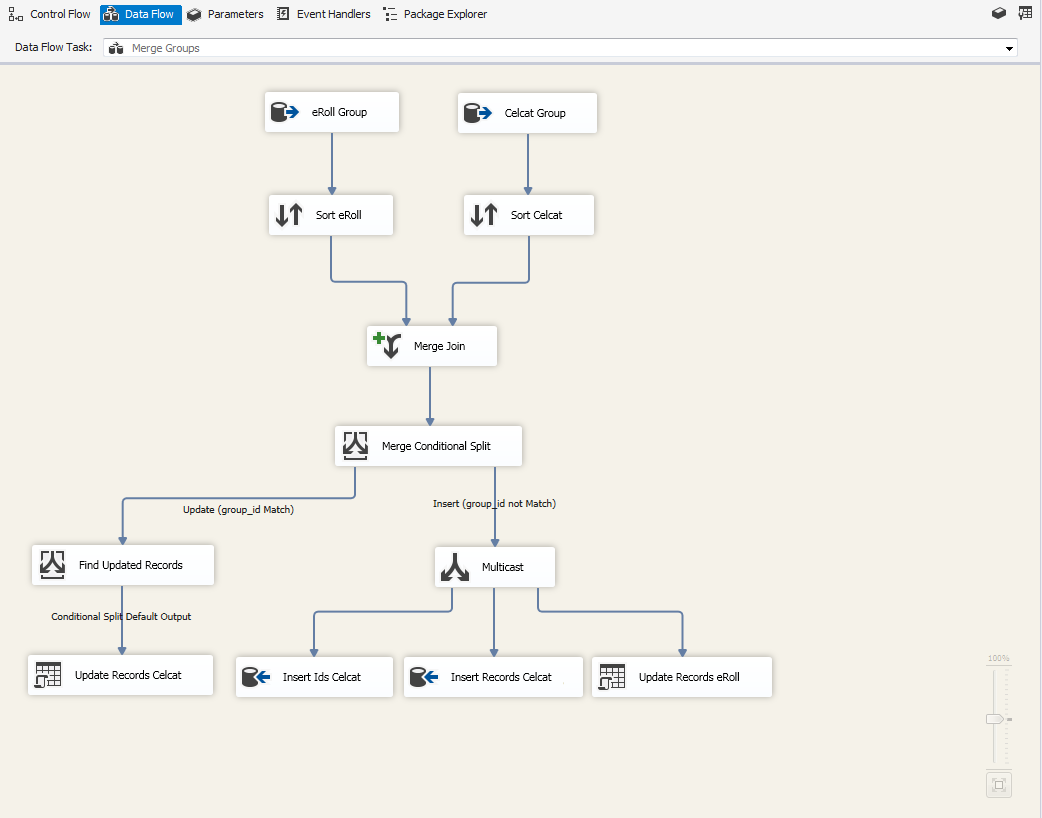 Control Flow Data Flow Parameters Event Handlers Package Explorer
Data Flow Task: Merge Groups
eRoll Group Celcat Group
Sort eRoll Sort Celcat
Merge Join
Merge Conditional Split
Update (group_id Match) Insert (group_id not Match)
Find Updated Records Multicast
Conditional Split Default Output
Update Records Celcat Insert Ids Celcat Insert Records Celcat Update Records eRoll
100%